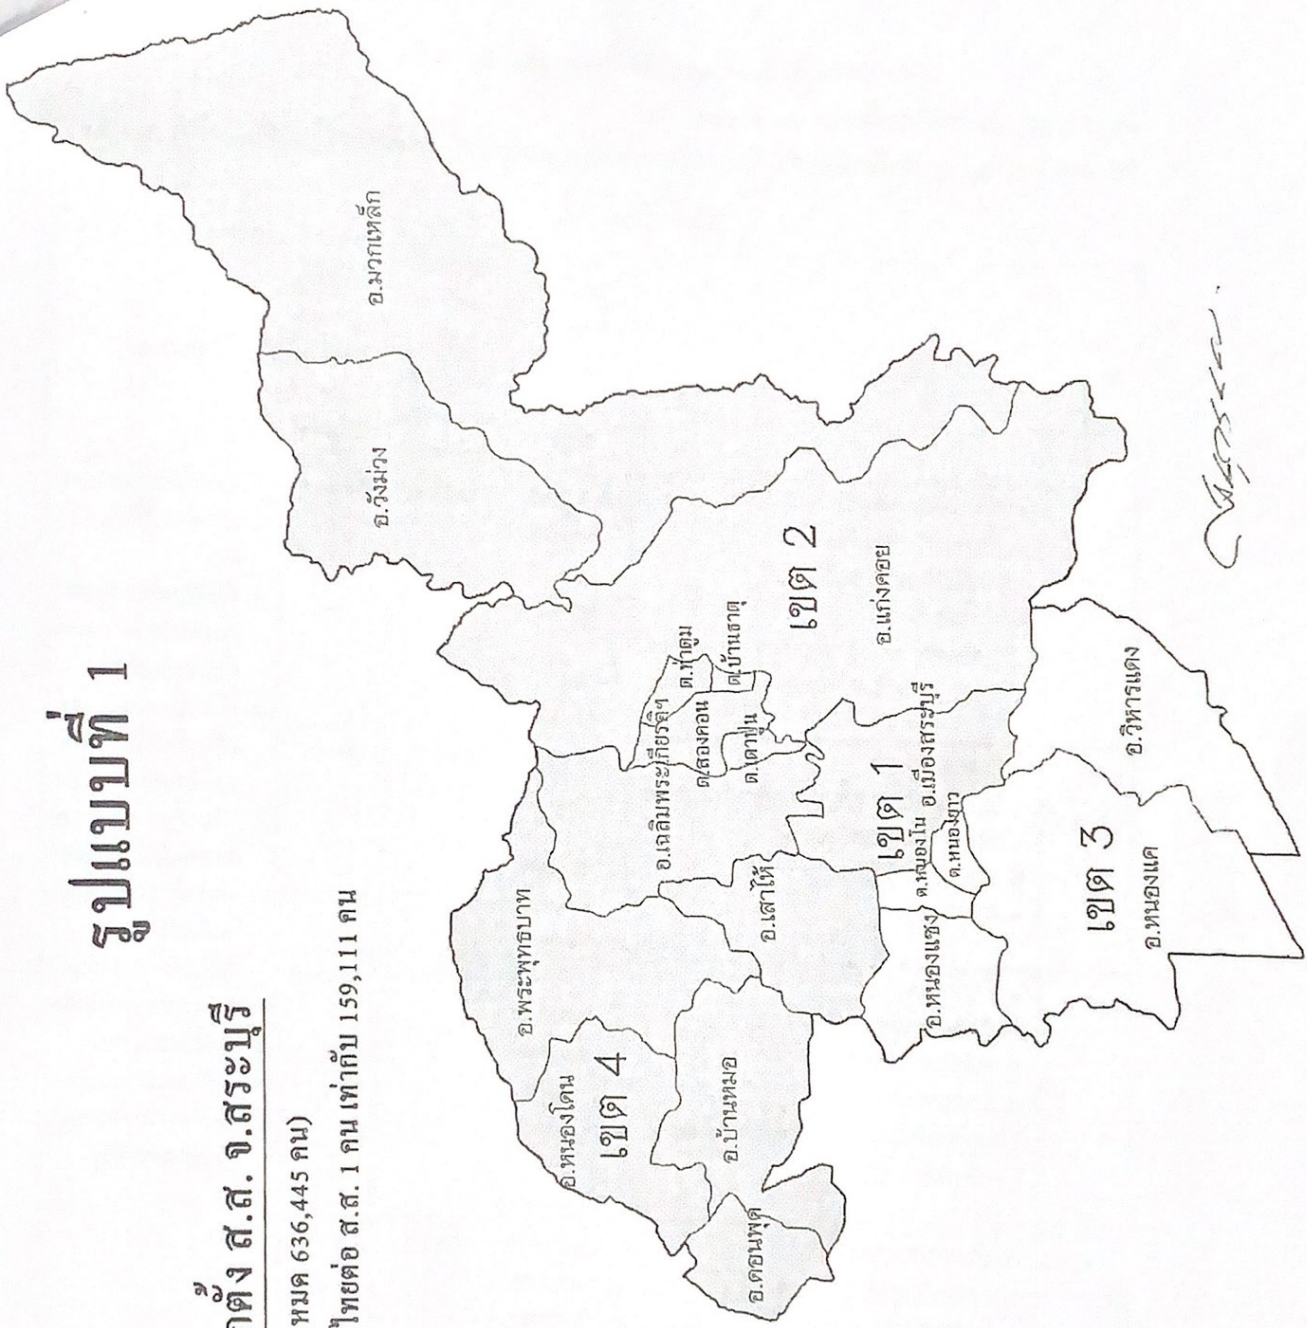 รูปแบบที่ 1
กตั้ง ส.ส. จ.สระบุรี
หมด 636,445 คน)
ไทยต่อ ส.ส. 1 คน เท่ากับ 159,111 คน
อ.มวกเหล็ก
อ.วังม่วง
อ.พระพุทธบาท
อ.หนองโดน
เขต 4
อ.บ้านหมอ
อ.ดอนพุด
อ.เฉลิมพระเกียรติฯ
ต.ท่าตูม
ต.สองคอน
ต.บ้านธาตุ
ต.เตาปูน
เขต 2
อ.แก่งคอย
อ.เสาไห้
เขต 1
ต.หนองโน
อ.เมืองสระบุรี
ต.หนองยาว
อ.หนองแซง
เขต 3
อ.หนองแค
อ.วิหารแดง